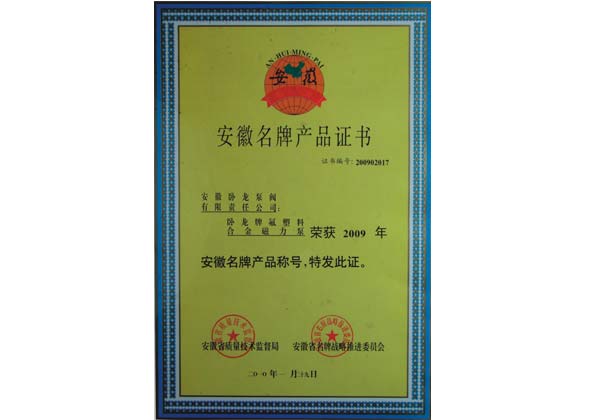 AN·HUI·MING·PAI
安徽
安徽名牌产品证书
证书编号:200902017
安徽卧龙泵阀
有限责任公司:
卧龙牌氟塑料
合金磁力泵 荣获 2009 年
安徽名牌产品称号,特发此证。
安徽省质量技术监督局 安徽省名牌战略推进委员会
二〇一〇年一月二十九日